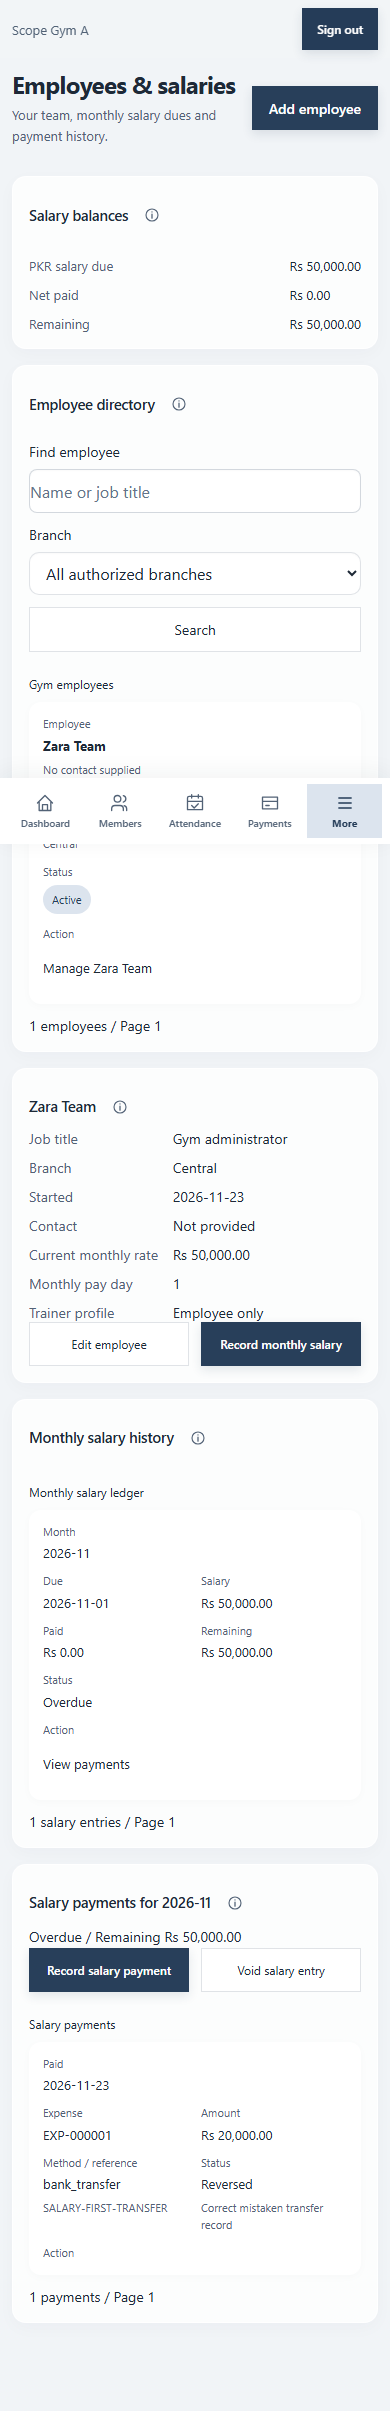 Scope Gym A
Sign out
Employees & salaries
Add employee
Your team, monthly salary dues and
payment history.
Salary balances
PKR salary due Rs 50,000.00
Net paid Rs 0.00
Remaining Rs 50,000.00
Employee directory
Find employee
Name or job title
Branch
All authorized branches
Search
Gym employees
Employee
Zara Team
No contact supplied
Dashboard Members Attendance Payments More
Central
Status
Active
Action
Manage Zara Team
1 employees / Page 1
Zara Team
Job title Gym administrator
Branch Central
Started 2026-11-23
Contact Not provided
Current monthly rate Rs 50,000.00
Monthly pay day 1
Trainer profile Employee only
Edit employee Record monthly salary
Monthly salary history
Monthly salary ledger
Month
2026-11
Due Salary
2026-11-01 Rs 50,000.00
Paid Remaining
Rs 0.00 Rs 50,000.00
Status
Overdue
Action
View payments
1 salary entries / Page 1
Salary payments for 2026-11
Overdue / Remaining Rs 50,000.00
Record salary payment Void salary entry
Salary payments
Paid
2026-11-23
Expense Amount
EXP-000001 Rs 20,000.00
Method / reference Status
bank_transfer Reversed
SALARY-FIRST-TRANSFER Correct mistaken transfer
record
Action
1 payments / Page 1